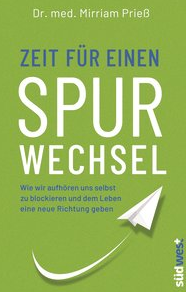 Dr. med. Mirriam Prieß
ZEIT FÜR EINEN
SPUR
WECHSEL
Wie wir aufhören uns selbst
zu blockieren und dem Leben
eine neue Richtung geben
südwest